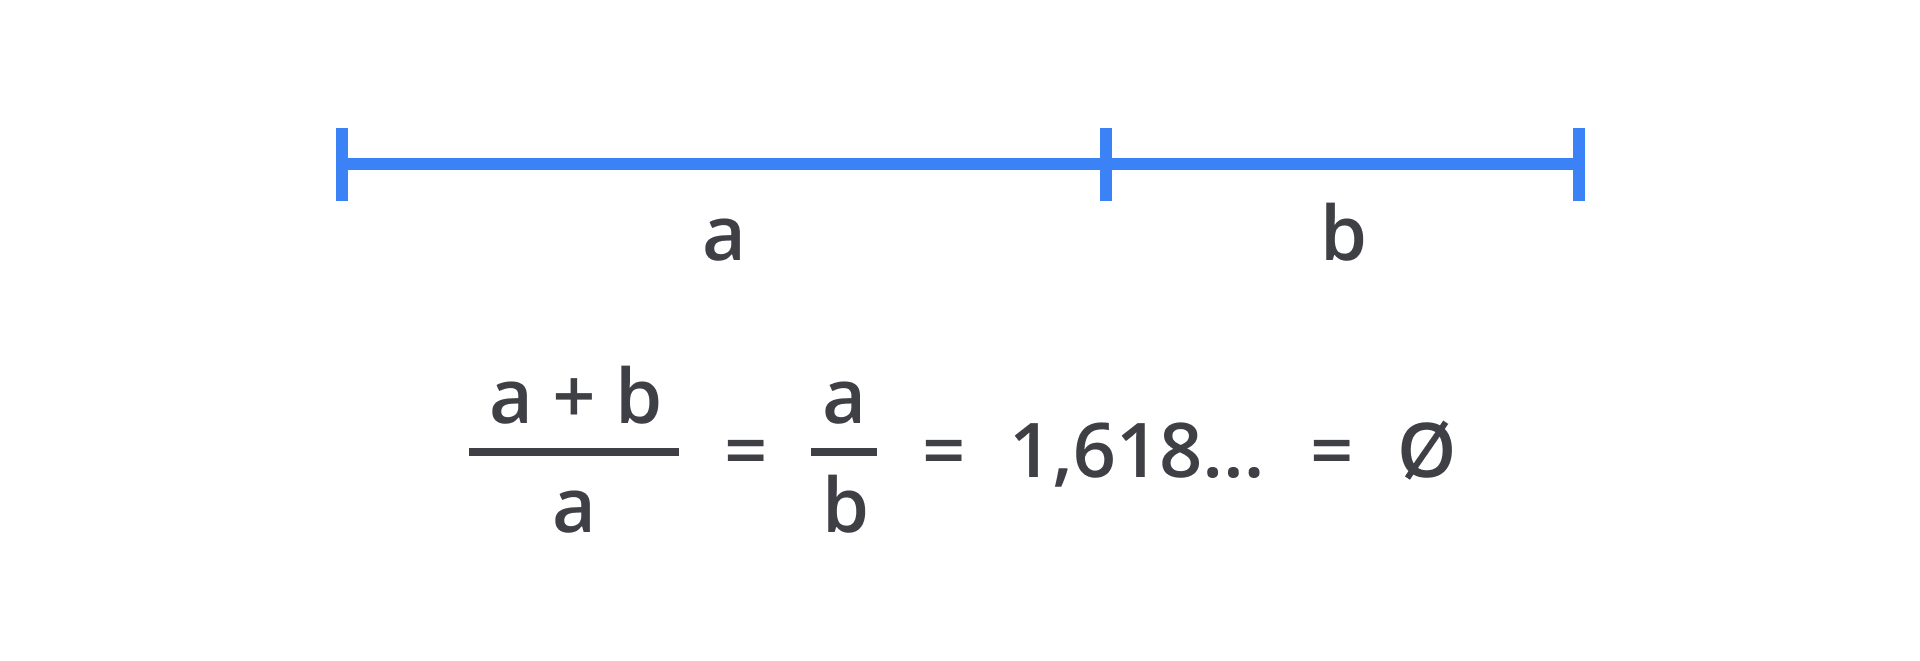 a b
a + b / a = a / b = 1,618... = Ø